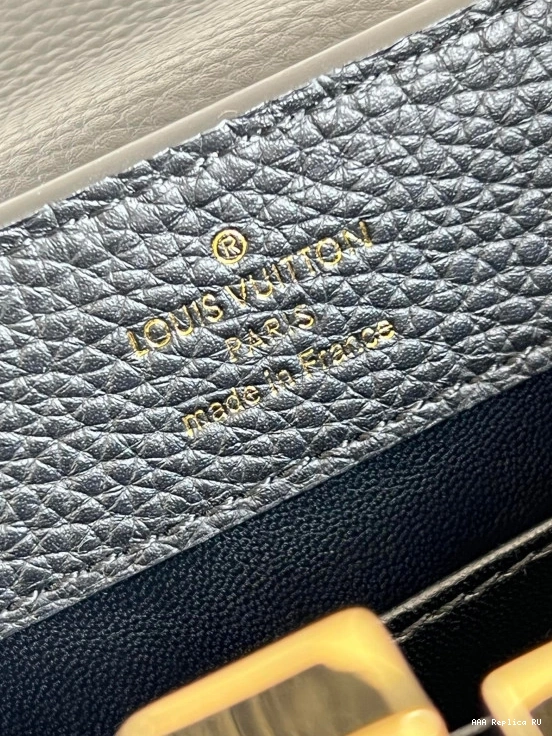 ®
LOUIS VUITTON
PARIS
made in France
AAA Replica RU